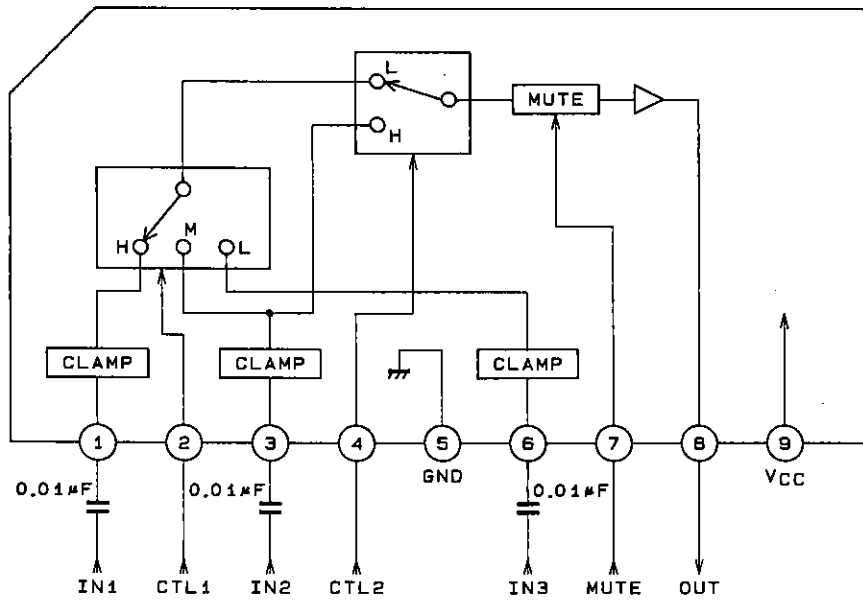 L
MUTE
H
M
H
L
CLAMP
CLAMP
CLAMP
1
2
3
4
5
6
7
8
9
GND
VCC
0.01µF
0.01µF
0.01µF
IN1
CTL1
IN2
CTL2
IN3
MUTE
OUT